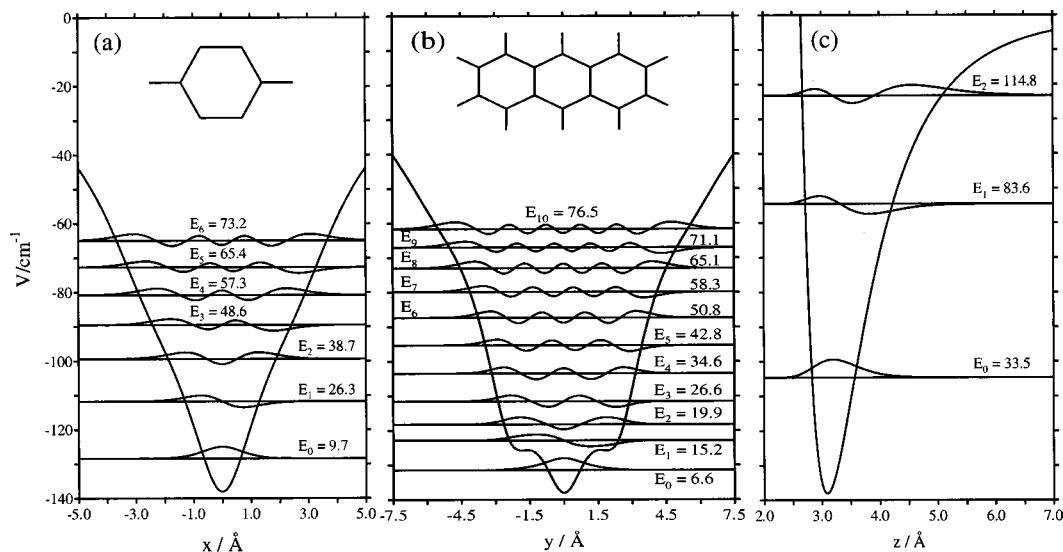 (a)
(b)
(c)
V/cm⁻¹
0
-20
-40
-60
-80
-100
-120
-140
E₆ = 73.2
E₅ = 65.4
E₄ = 57.3
E₃ = 48.6
E₂ = 38.7
E₁ = 26.3
E₀ = 9.7
-5.0 -3.0 -1.0 1.0 3.0 5.0
x / Å
E₁₀ = 76.5
E₉ 71.1
E₈ 65.1
E₇ 58.3
E₆ 50.8
E₅ = 42.8
E₄ = 34.6
E₃ = 26.6
E₂ = 19.9
E₁ = 15.2
E₀ = 6.6
-7.5 -4.5 -1.5 1.5 4.5 7.5
y / Å
E₂ = 114.8
E₁ = 83.6
E₀ = 33.5
2.0 3.0 4.0 5.0 6.0 7.0
z / Å